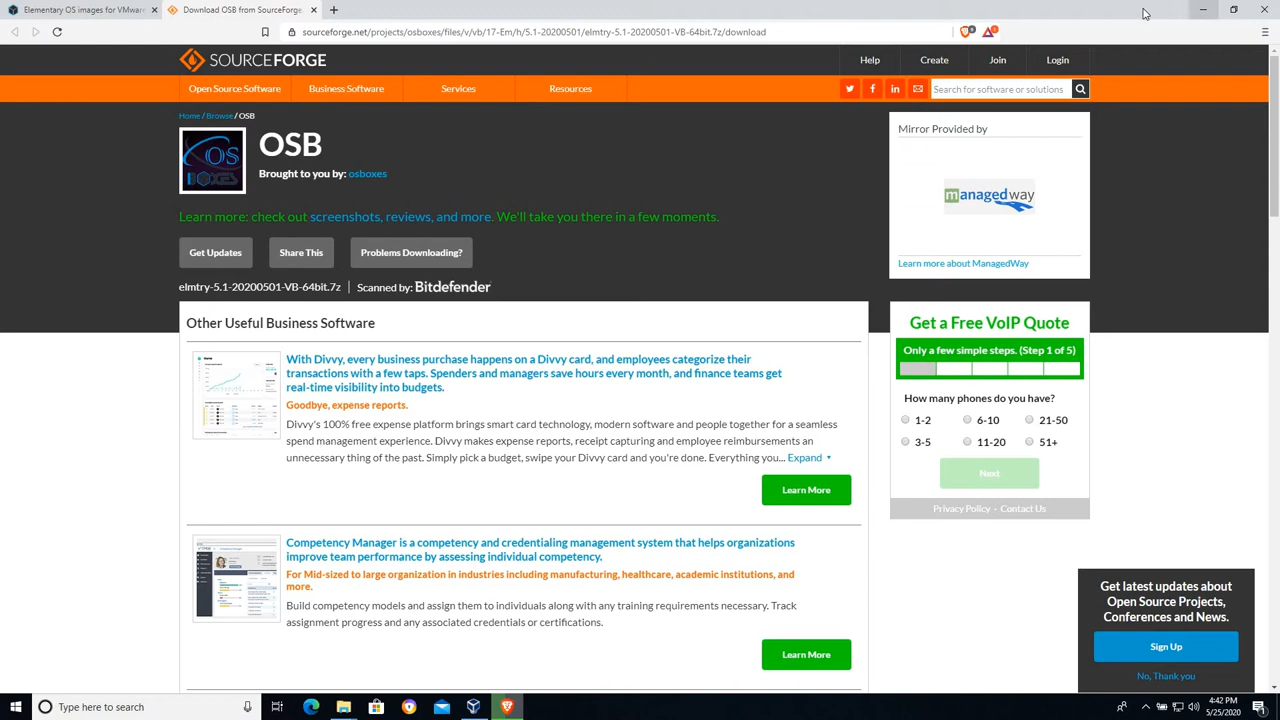 Elementary OS images for VMware
Download OSB from SourceForge.
sourceforge.net/projects/osboxes/files/v/vb/17-Em/h/5.1-20200501/elmtry-5.1-20200501-VB-64bit.7z/download
SOURCEFORGE
Help
Create
Join
Login
Open Source Software
Business Software
Services
Resources
Search for software or solutions
Home / Browse / OSB
OS
BOXES
OSB
Brought to you by: osboxes
Mirror Provided by
managedway
Learn more about ManagedWay
Learn more: check out screenshots, reviews, and more. We'll take you there in a few moments.
Get Updates
Share This
Problems Downloading?
elmtry-5.1-20200501-VB-64bit.7z
Scanned by: Bitdefender
Other Useful Business Software
With Divvy, every business purchase happens on a Divvy card, and employees categorize their
transactions with a few taps. Spenders and managers save hours every month, and finance teams get
real-time visibility into budgets.
Goodbye, expense reports.
Divvy's 100% free expense platform brings smart card technology, modern software and people together for a seamless
spend management experience. Divvy makes expense reports, receipt capturing and employee reimbursements an
unnecessary thing of the past. Simply pick a budget, swipe your Divvy card and you're done. Everything you... Expand
Learn More
Competency Manager is a competency and credentialing management system that helps organizations
improve team performance by assessing individual competency.
For Mid-sized to large organization in industries including manufacturing, healthcare, academic institutions, and
more.
Build competency models - assign them to individuals along with any training requirements necessary. Track
assignment progress and any associated credentials or certifications.
Learn More
Get a Free VoIP Quote
Only a few simple steps. (Step 1 of 5)
How many phones do you have?
1-2
6-10
21-50
3-5
11-20
51+
Next
Privacy Policy - Contact Us
Get latest updates about
Open Source Projects,
Conferences and News.
Sign Up
No, Thank you
Type here to search
4:42 PM
5/25/2020